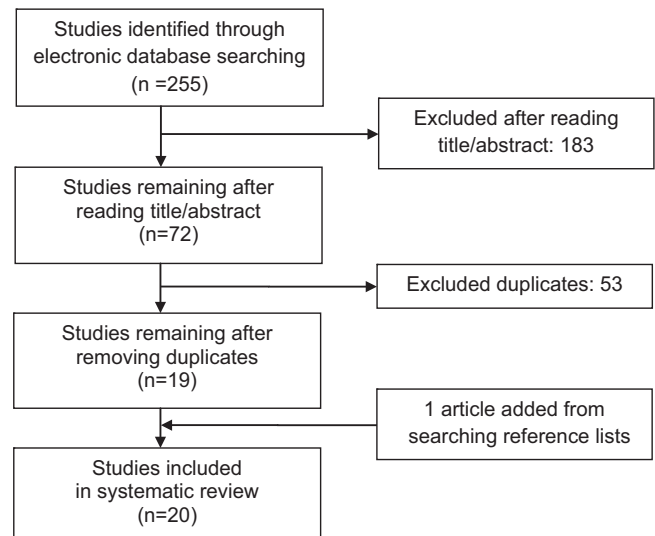 Studies identified through
electronic database searching
(n =255)
Excluded after reading
title/abstract: 183
Studies remaining after
reading title/abstract
(n=72)
Excluded duplicates: 53
Studies remaining after
removing duplicates
(n=19)
1 article added from
searching reference lists
Studies included
in systematic review
(n=20)